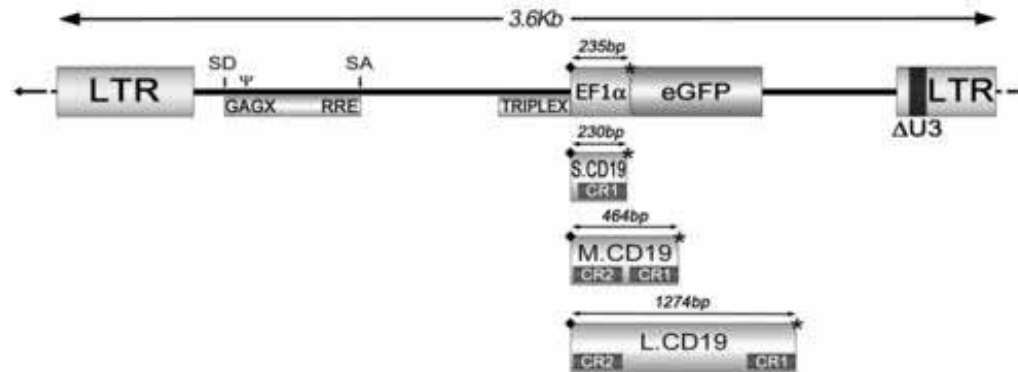 3.6Kb
235bp
SD Ψ SA
LTR EF1α eGFP LTR
GAGX RRE TRIPLEX
ΔU3
230bp
S.CD19
CR1
464bp
M.CD19
CR2 CR1
1274bp
L.CD19
CR2 CR1